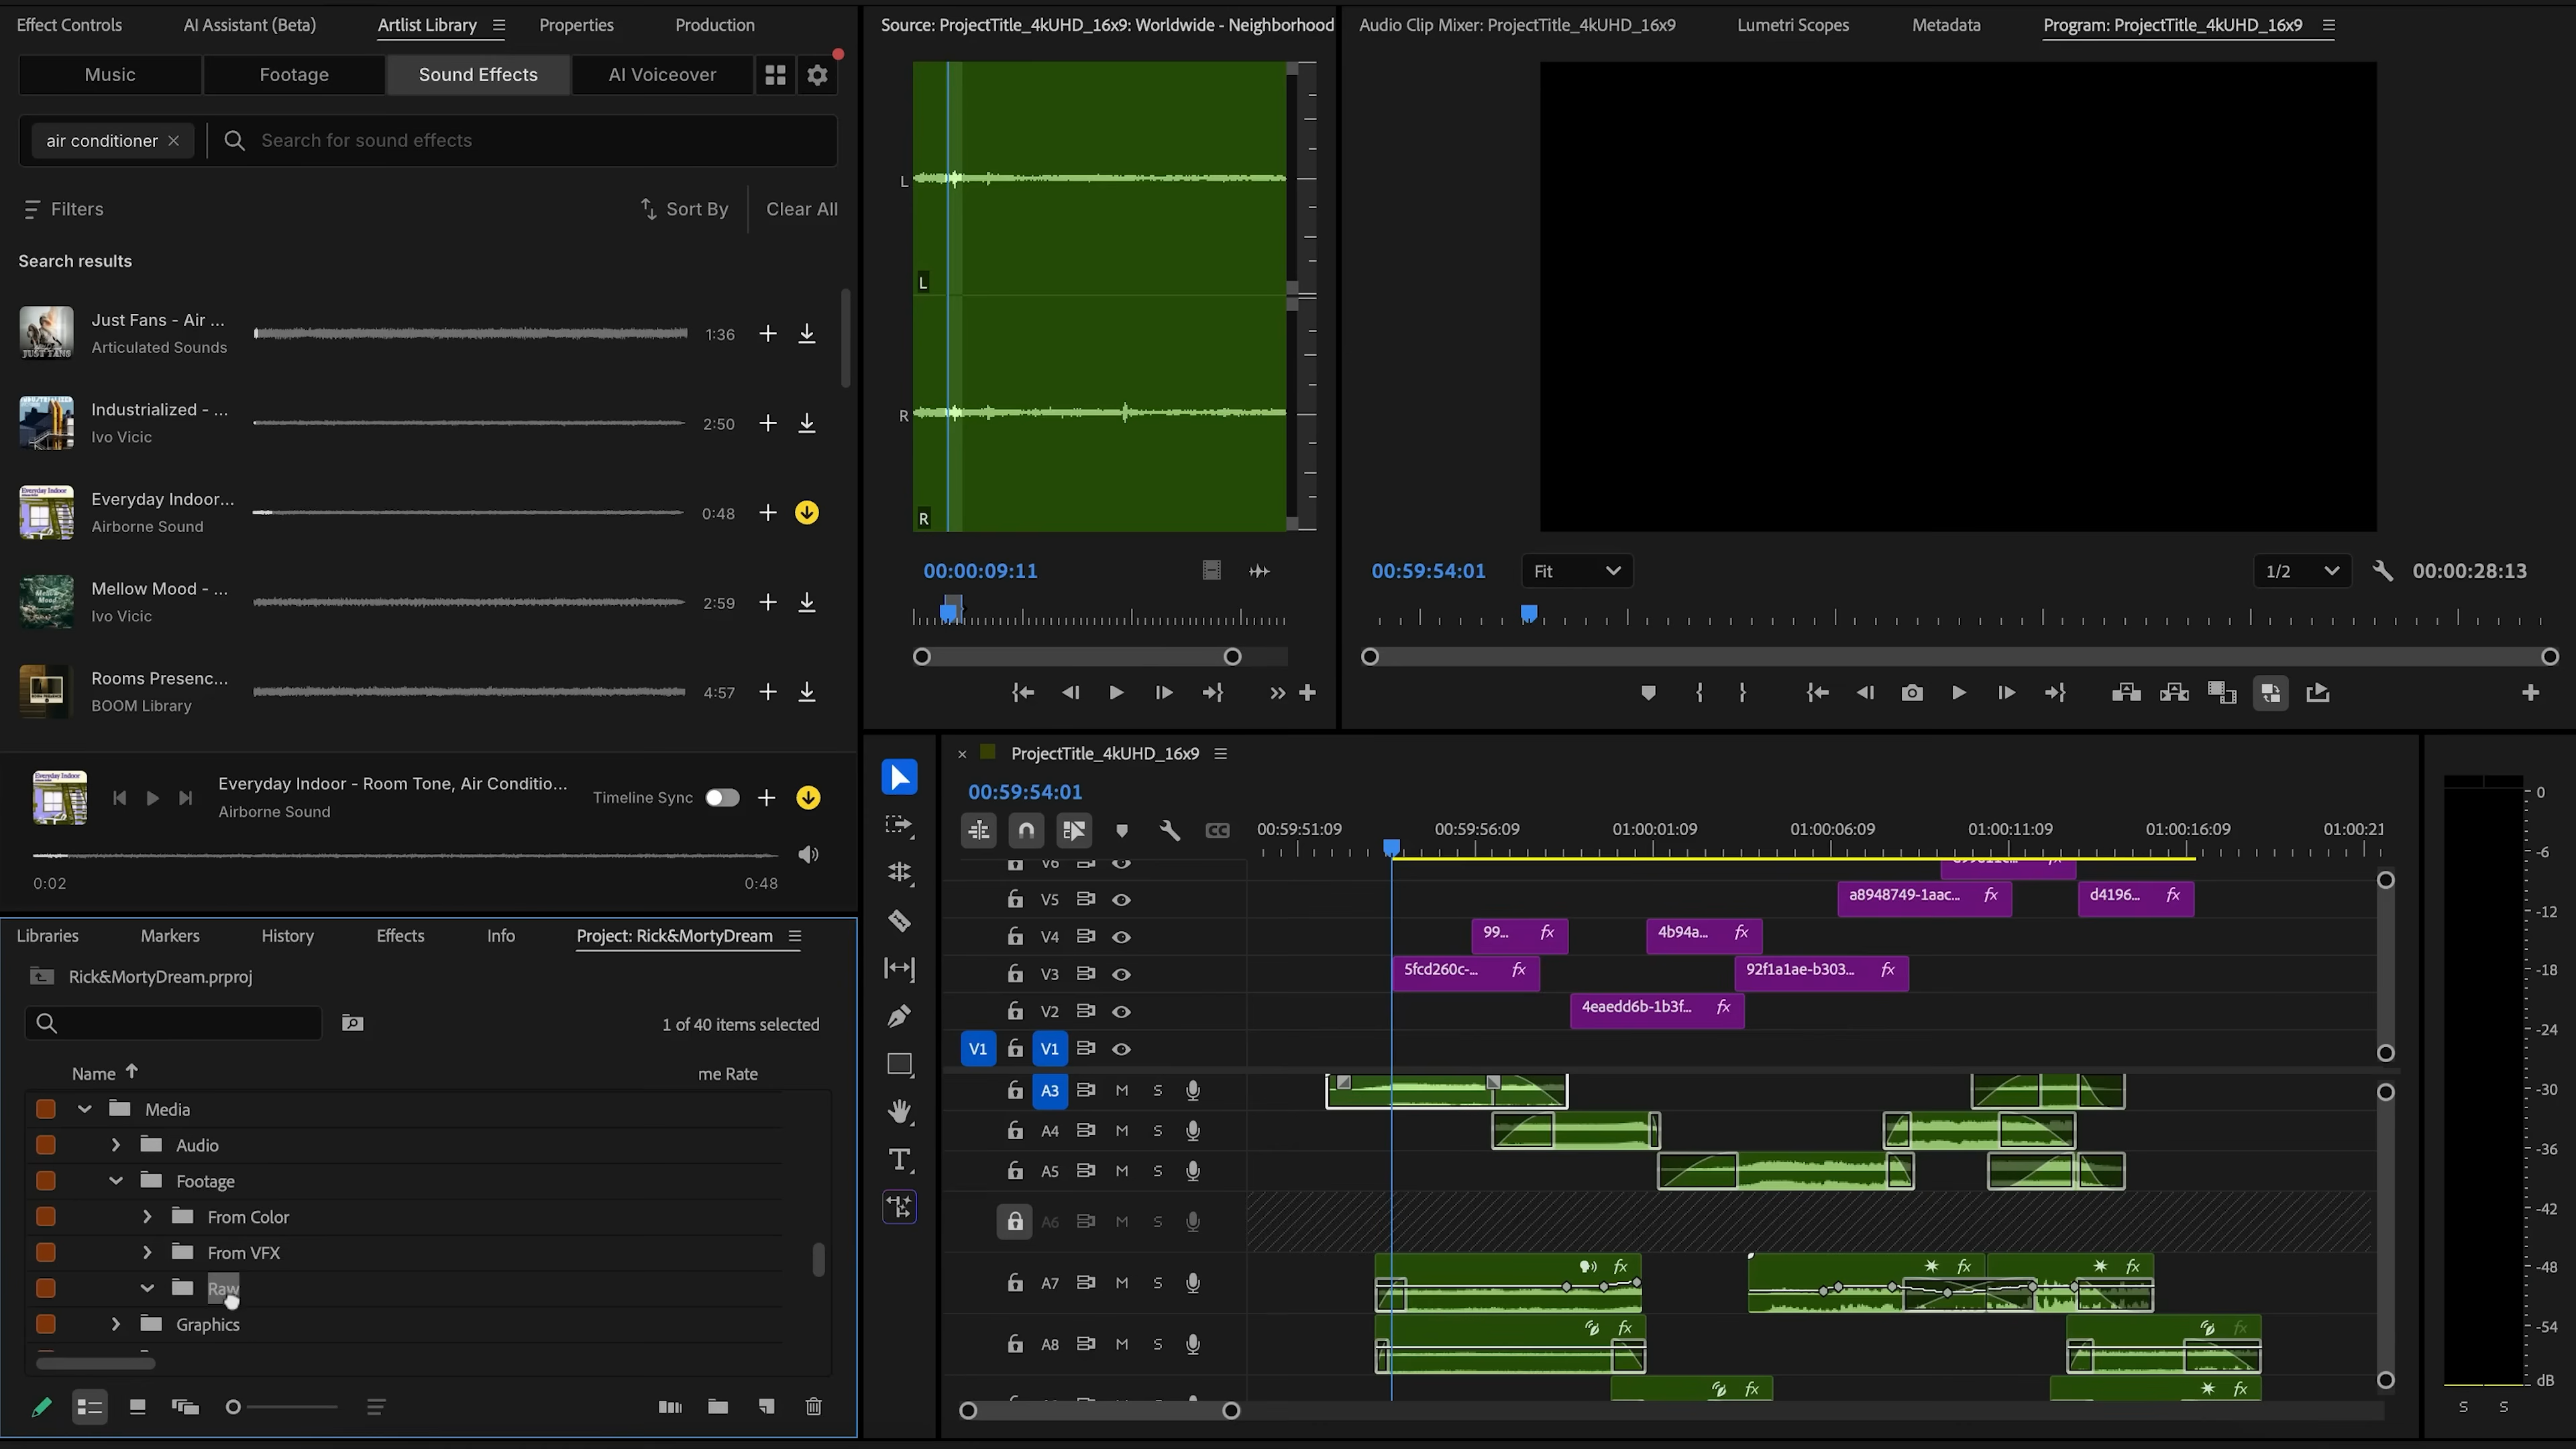 Effect Controls
AI Assistant (Beta)
Artlist Library
Properties
Production
Music
Footage
Sound Effects
AI Voiceover
air conditioner
Search for sound effects
Filters
Sort By
Clear All
Search results
Just Fans - Air ...
Articulated Sounds
1:36
Industrialized - ...
Ivo Vicic
2:50
Everyday Indoor...
Airborne Sound
0:48
Mellow Mood - ...
Ivo Vicic
2:59
Rooms Presenc...
BOOM Library
4:57
Everyday Indoor - Room Tone, Air Conditio...
Airborne Sound
Timeline Sync
0:02
0:48
Libraries
Markers
History
Effects
Info
Project: Rick&MortyDream
Rick&MortyDream.prproj
1 of 40 items selected
Name
me Rate
Media
Audio
Footage
From Color
From VFX
Raw
Graphics
Source: ProjectTitle_4kUHD_16x9: Worldwide - Neighborhood
L
L
R
R
00:00:09:11
Audio Clip Mixer: ProjectTitle_4kUHD_16x9
Lumetri Scopes
Metadata
Program: ProjectTitle_4kUHD_16x9
00:59:54:01
Fit
1/2
00:00:28:13
ProjectTitle_4kUHD_16x9
00:59:54:01
CC
00:59:51:09
00:59:56:09
01:00:01:09
01:00:06:09
01:00:11:09
01:00:16:09
01:00:21
V6
V5
a8948749-1aac... fx
d4196... fx
V4
99... fx
4b94a... fx
V3
5fcd260c-... fx
92f1a1ae-b303... fx
V2
4eaedd6b-1b3f... fx
V1
V1
A3 M S
A4 M S
A5 M S
A6 M S
A7 M S
fx
fx
fx
A8 M S
fx
fx
fx
fx
0
-6
-12
-18
-24
-30
-36
-42
-48
-54
dB
S S